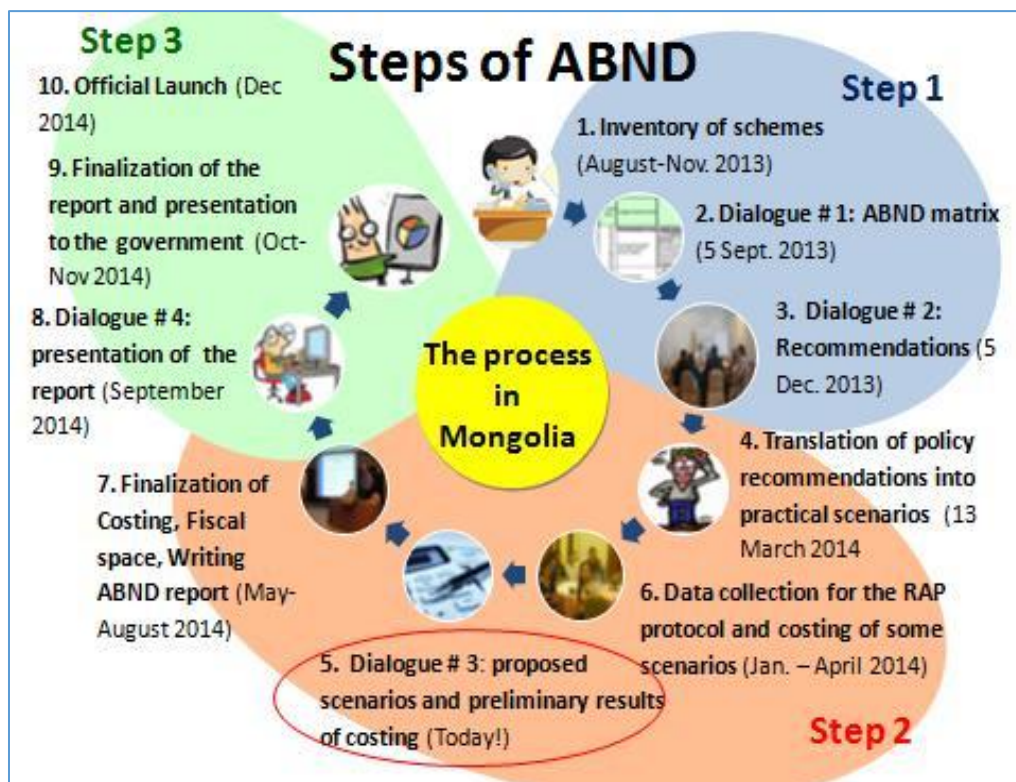 Steps of ABND
Step 1
1. Inventory of schemes
(August-Nov. 2013)
2. Dialogue # 1: ABND matrix
(5 Sept. 2013)
3. Dialogue # 2:
Recommendations (5
Dec. 2013)
4. Translation of policy
recommendations into
practical scenarios (13
March 2014
6. Data collection for the RAP
protocol and costing of some
scenarios (Jan. – April 2014)
Step 2
5. Dialogue # 3: proposed
scenarios and preliminary results
of costing (Today!)
7. Finalization of
Costing, Fiscal
space, Writing
ABND report (May-
August 2014)
8. Dialogue # 4:
presentation of the
report (September
2014)
9. Finalization of the
report and presentation
to the government (Oct-
Nov 2014)
10. Official Launch (Dec
2014)
Step 3
The process
in
Mongolia